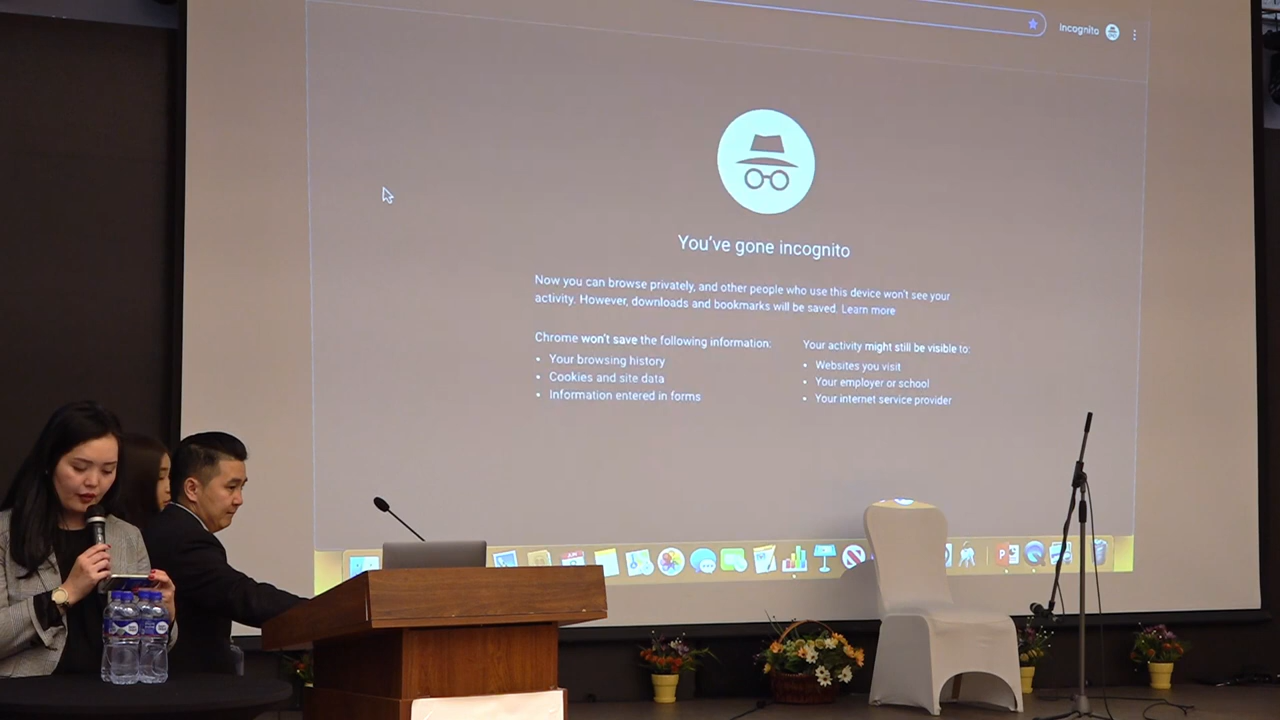 Incognito
You've gone incognito
Now you can browse privately, and other people who use this device won't see your
activity. However, downloads and bookmarks will be saved. Learn more
Chrome won't save the following information:
• Your browsing history
• Cookies and site data
• Information entered in forms
Your activity might still be visible to:
• Websites you visit
• Your employer or school
• Your internet service provider